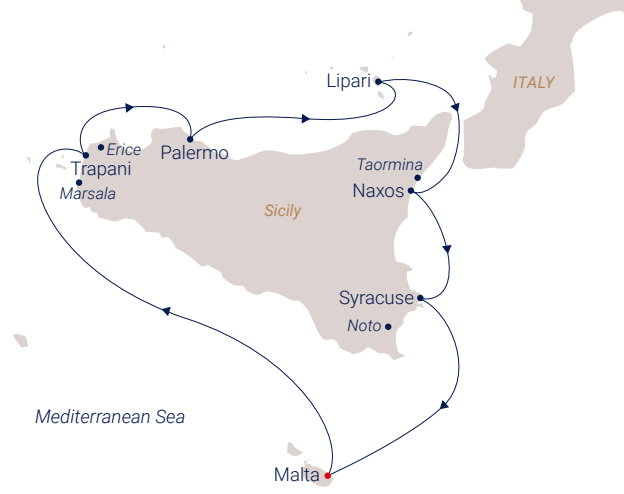 Lipari
ITALY
Erice
Palermo
Trapani
Taormina
Marsala
Naxos
Sicily
Syracuse
Noto
Mediterranean Sea
Malta